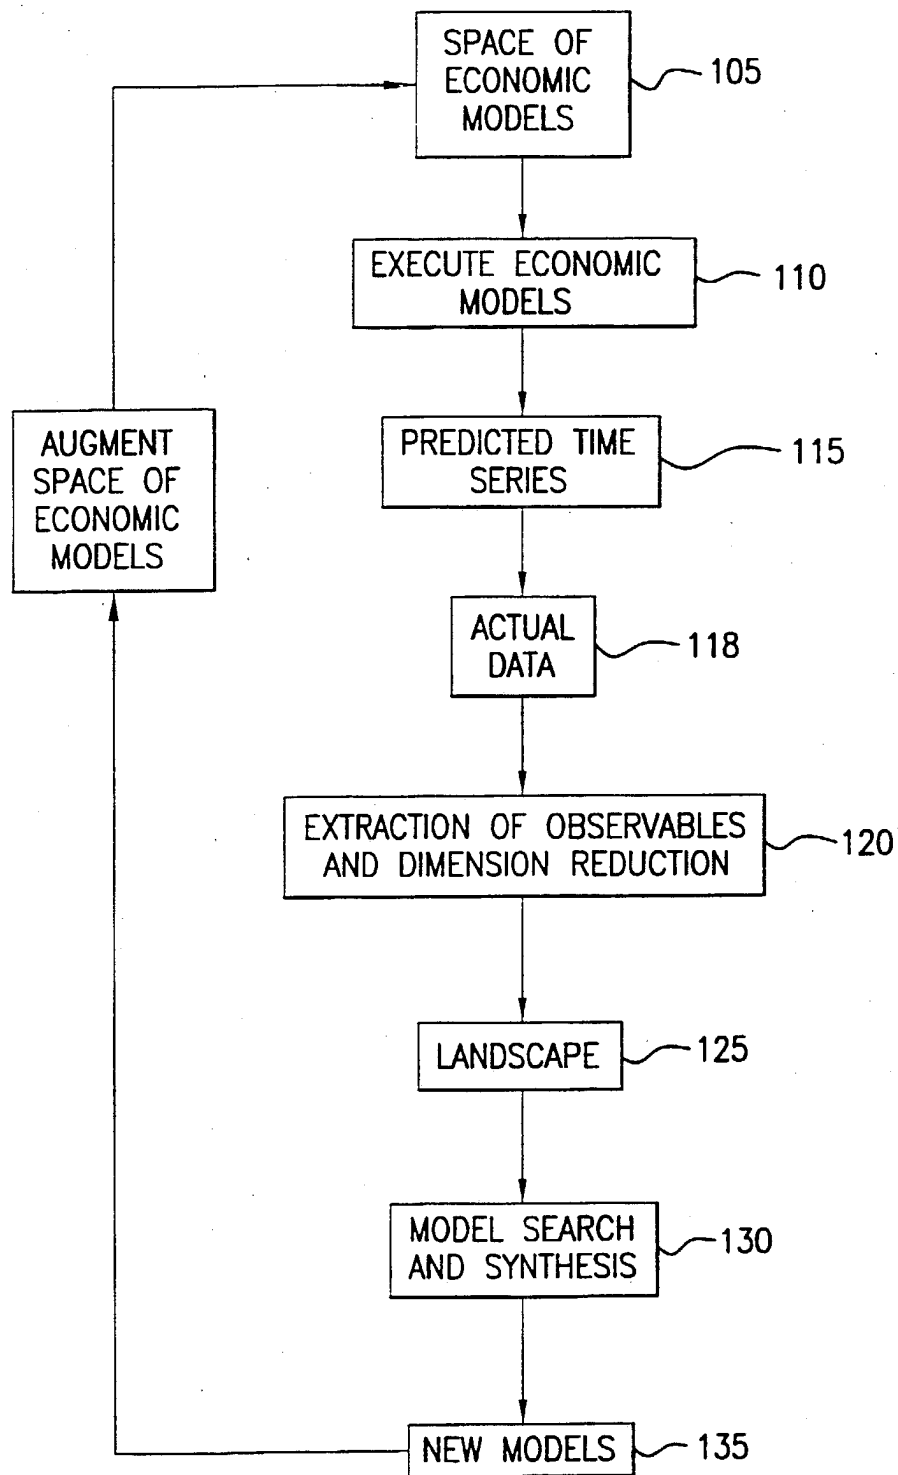 SPACE OF
ECONOMIC
MODELS
105
EXECUTE ECONOMIC
MODELS
110
PREDICTED TIME
SERIES
115
AUGMENT
SPACE OF
ECONOMIC
MODELS
ACTUAL
DATA
118
EXTRACTION OF OBSERVABLES
AND DIMENSION REDUCTION
120
LANDSCAPE
125
MODEL SEARCH
AND SYNTHESIS
130
NEW MODELS
135